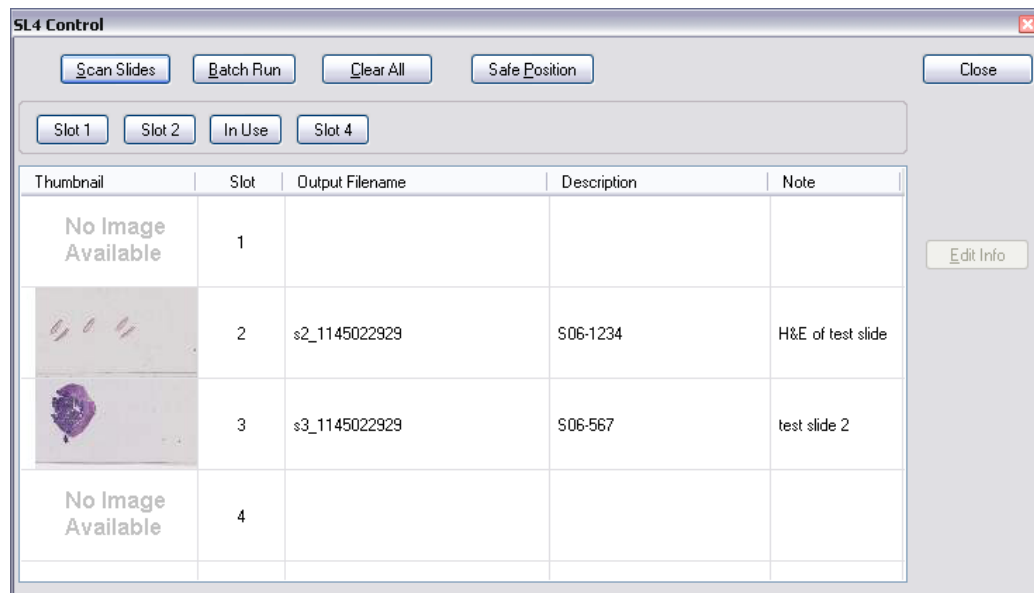 SL4 Control
Scan Slides Batch Run Clear All Safe Position Close
Slot 1 Slot 2 In Use Slot 4
Thumbnail Slot Output Filename Description Note
No Image
Available
1
Edit Info
2 s2_1145022929 S06-1234 H&E of test slide
3 s3_1145022929 S06-567 test slide 2
No Image
Available
4